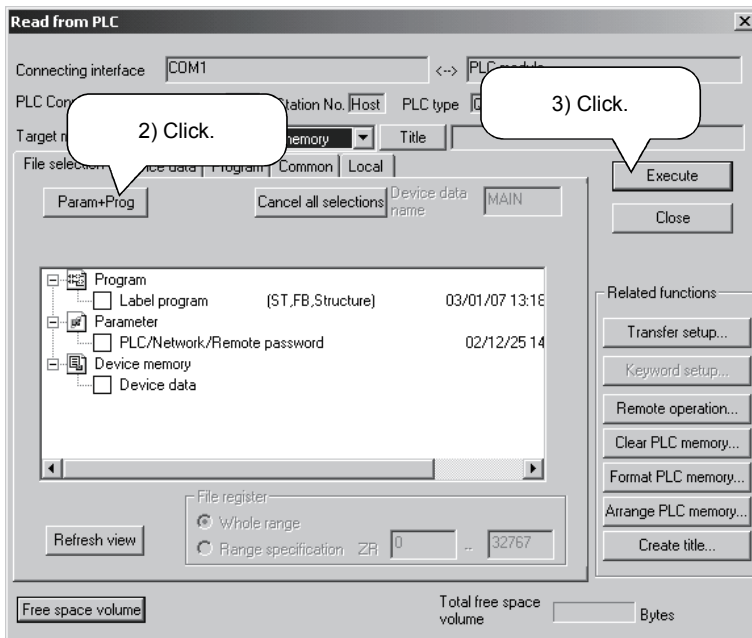 Read from PLC
Connecting interface COM1 <--> PLC module
PLC Station No. Host PLC type
2) Click.
3) Click.
Target memory Title
File selection data Program Common Local
Param+Prog Cancel all selections Device data name MAIN
Execute
Close
Program
Label program (ST,FB,Structure) 03/01/07 13:18
Parameter
PLC/Network/Remote password 02/12/25 14
Device memory
Device data
Related functions
Transfer setup...
Keyword setup...
Remote operation...
Clear PLC memory...
Format PLC memory...
Arrange PLC memory...
Create title...
File register
Whole range
Range specification ZR 0 -- 32767
Refresh view
Free space volume
Total free space volume Bytes